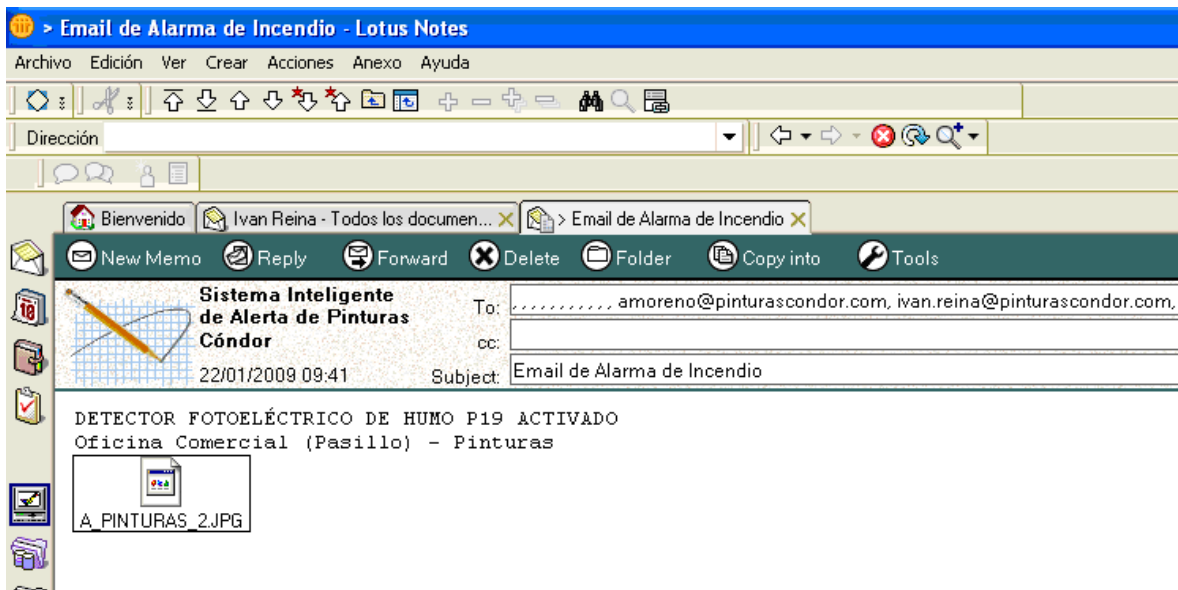 > Email de Alarma de Incendio - Lotus Notes
Archivo Edición Ver Crear Acciones Anexo Ayuda
Dirección
Bienvenido Ivan Reina - Todos los documen... > Email de Alarma de Incendio
New Memo Reply Forward Delete Folder Copy into Tools
Sistema Inteligente
de Alerta de Pinturas
Cóndor
22/01/2009 09:41
To: , , , , , , , , , , , , amoreno@pinturascondor.com, ivan.reina@pinturascondor.com,
cc:
Subject: Email de Alarma de Incendio
DETECTOR FOTOELÉCTRICO DE HUMO P19 ACTIVADO
Oficina Comercial (Pasillo) - Pinturas
A_PINTURAS_2.JPG